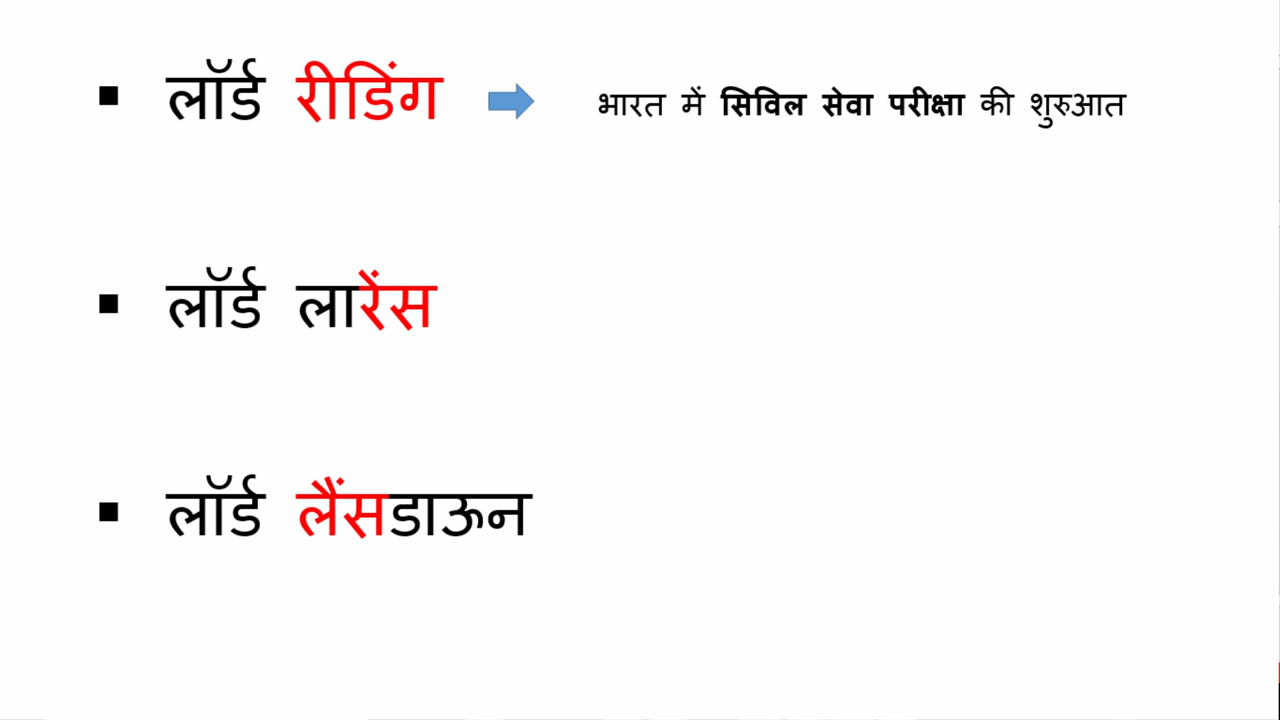 ▪ लॉर्ड रीडिंग ➡ भारत में सिविल सेवा परीक्षा की शुरुआत
▪ लॉर्ड लारेंस
▪ लॉर्ड लैंसडाऊन